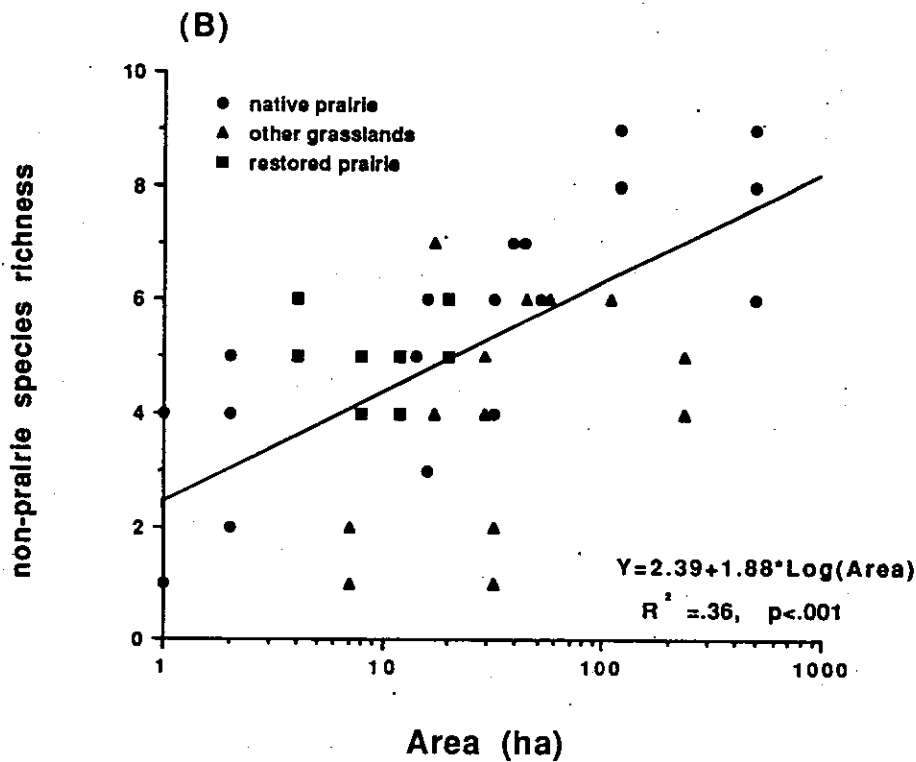 (B)
10
8
6
4
2
0
non-prairie species richness
native prairie
other grasslands
restored prairie
Y=2.39+1.88*Log(Area)
R² =.36, p<.001
1 10 100 1000
Area (ha)